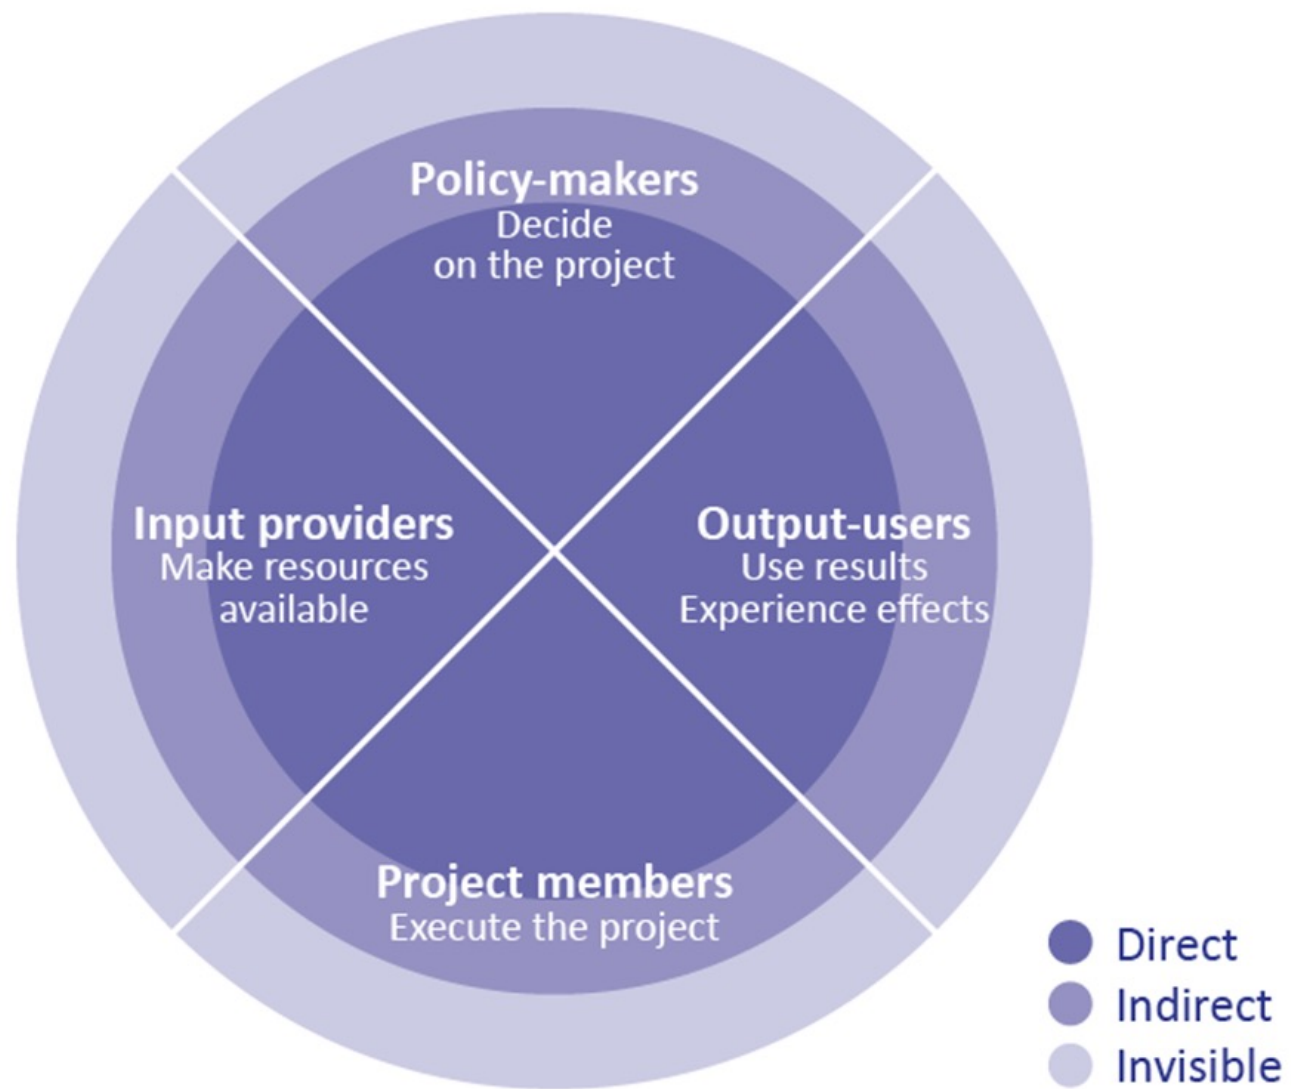 Policy-makers
Decide
on the project
Input providers
Make resources
available
Output-users
Use results
Experience effects
Project members
Execute the project
Direct
Indirect
Invisible